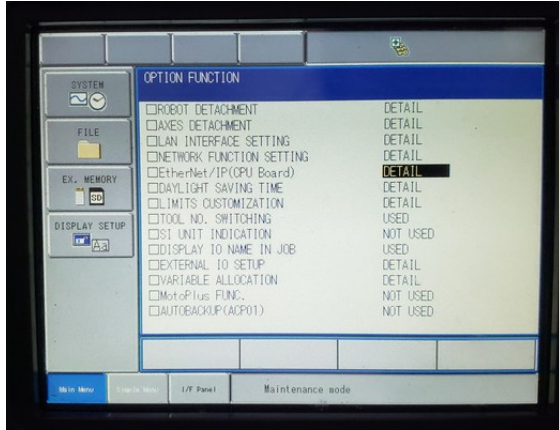 OPTION FUNCTION
SYSTEM
FILE
EX. MEMORY
SD
DISPLAY SETUP
Aa
□ROBOT DETACHMENT DETAIL
□AXES DETACHMENT DETAIL
□LAN INTERFACE SETTING DETAIL
□NETWORK FUNCTION SETTING DETAIL
□EtherNet/IP(CPU Board) DETAIL
□DAYLIGHT SAVING TIME DETAIL
□LIMITS CUSTOMIZATION DETAIL
□TOOL NO. SWITCHING USED
□SI UNIT INDICATION NOT USED
□DISPLAY IO NAME IN JOB USED
□EXTERNAL IO SETUP DETAIL
□VARIABLE ALLOCATION DETAIL
□MotoPlus FUNC. NOT USED
□AUTOBACKUP(ACP01) NOT USED
Main Menu I/F Panel Maintenance mode